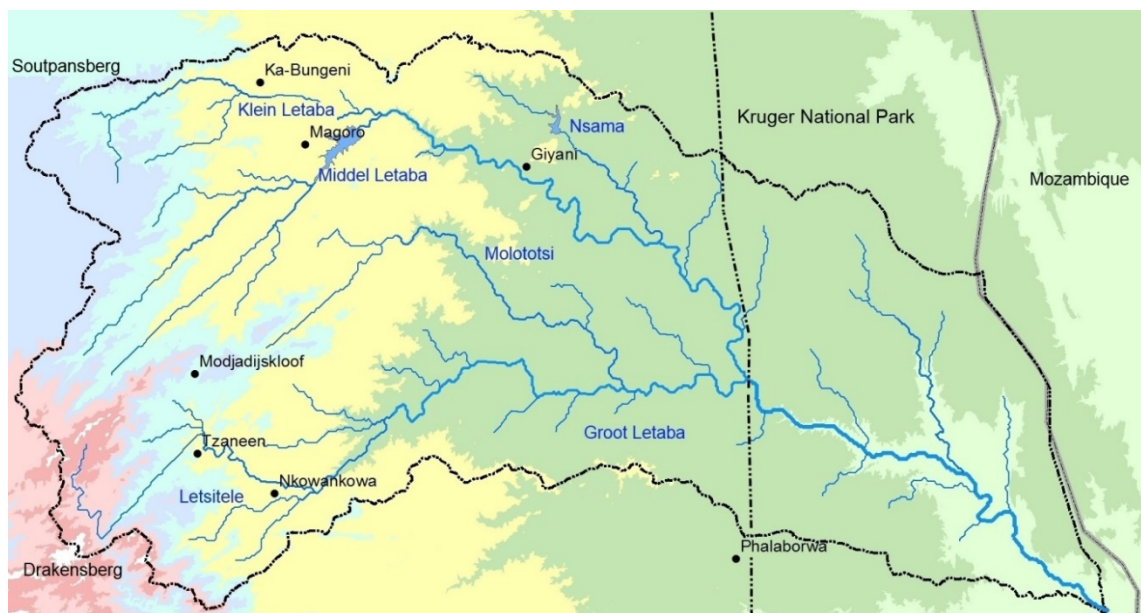 Soutpansberg
Ka-Bungeni
Klein Letaba
Magoro
Nsama
Kruger National Park
Giyani
Middel Letaba
Mozambique
Molototsi
Modjadijskloof
Groot Letaba
Tzaneen
Letsitele
Nkowankowa
Phalaborwa
Drakensberg